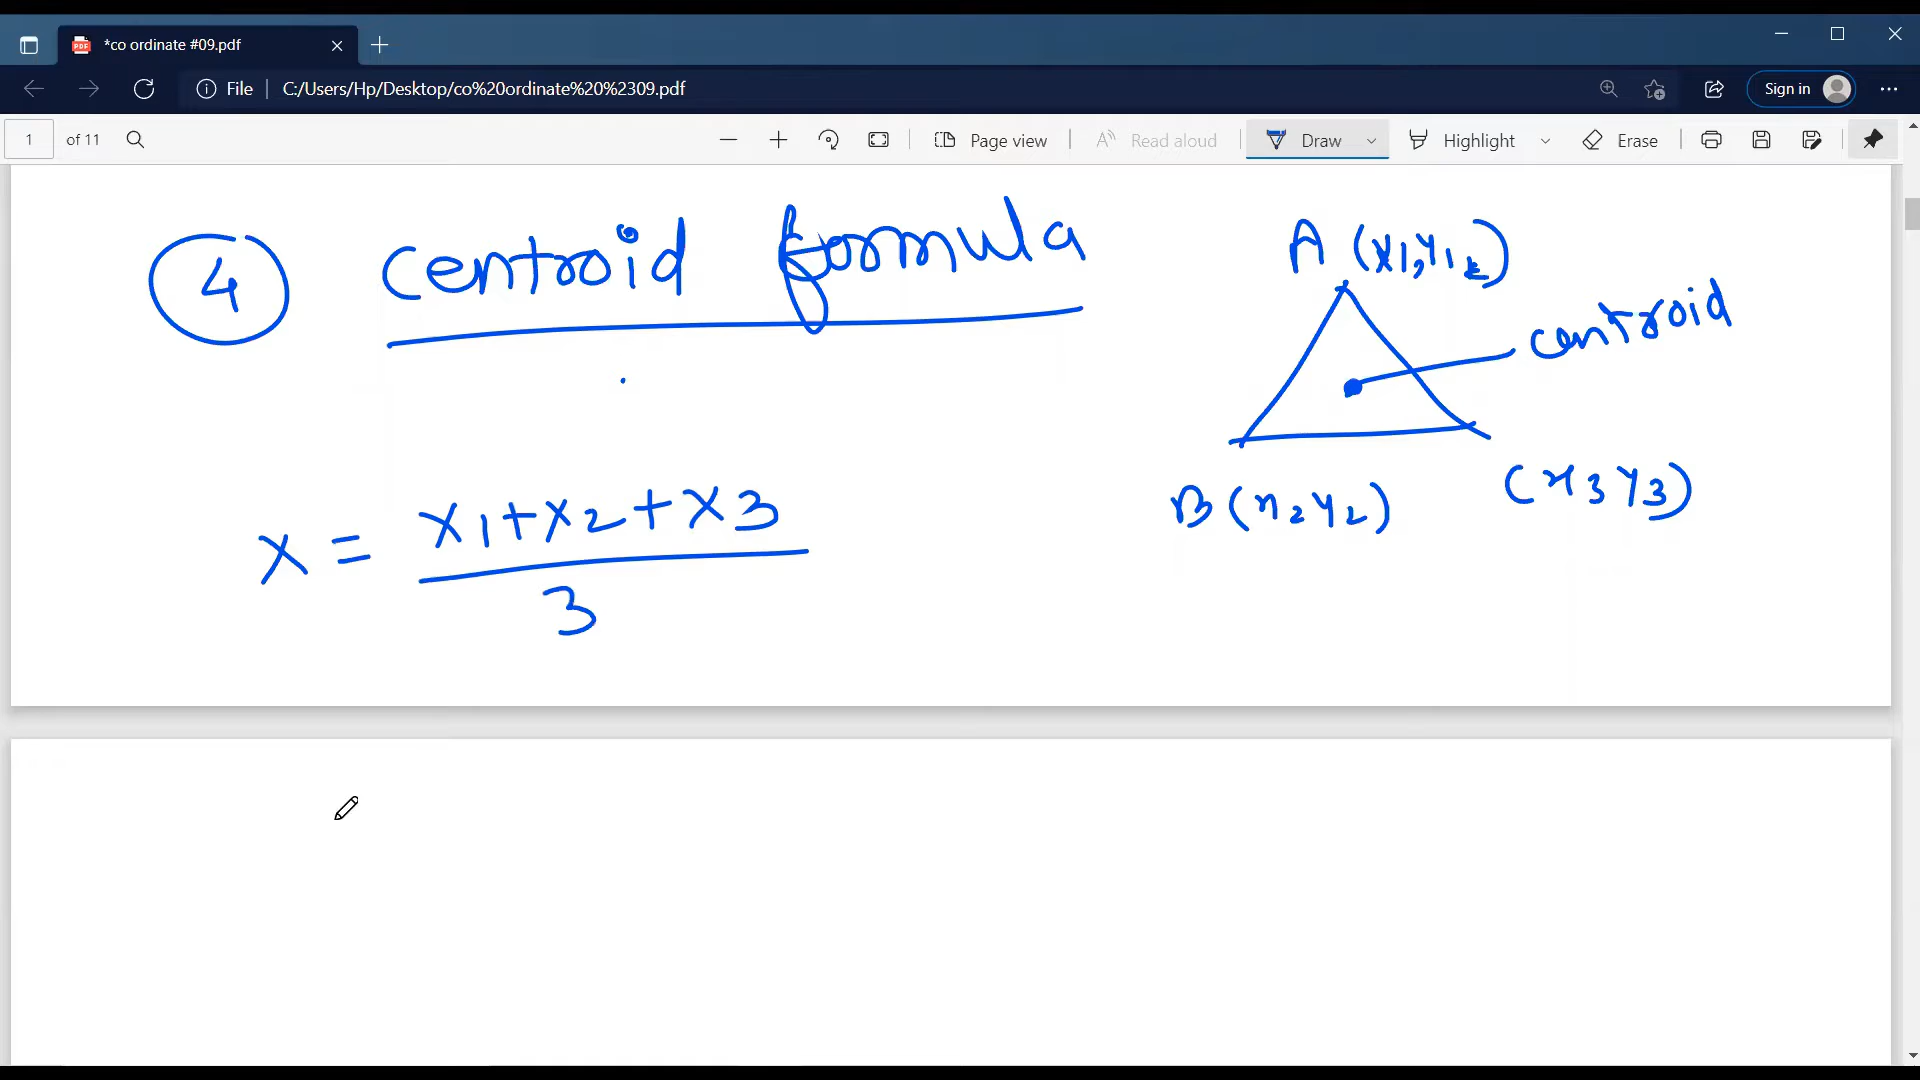 *co ordinate #09.pdf
File C:/Users/Hp/Desktop/co%20ordinate%20%2309.pdf Sign in
1 of 11 Page view Read aloud Draw Highlight Erase
4 centroid formula
A (x1,y1)
centroid
B (x2y2) (x3y3)
x = x1+x2+x3
3